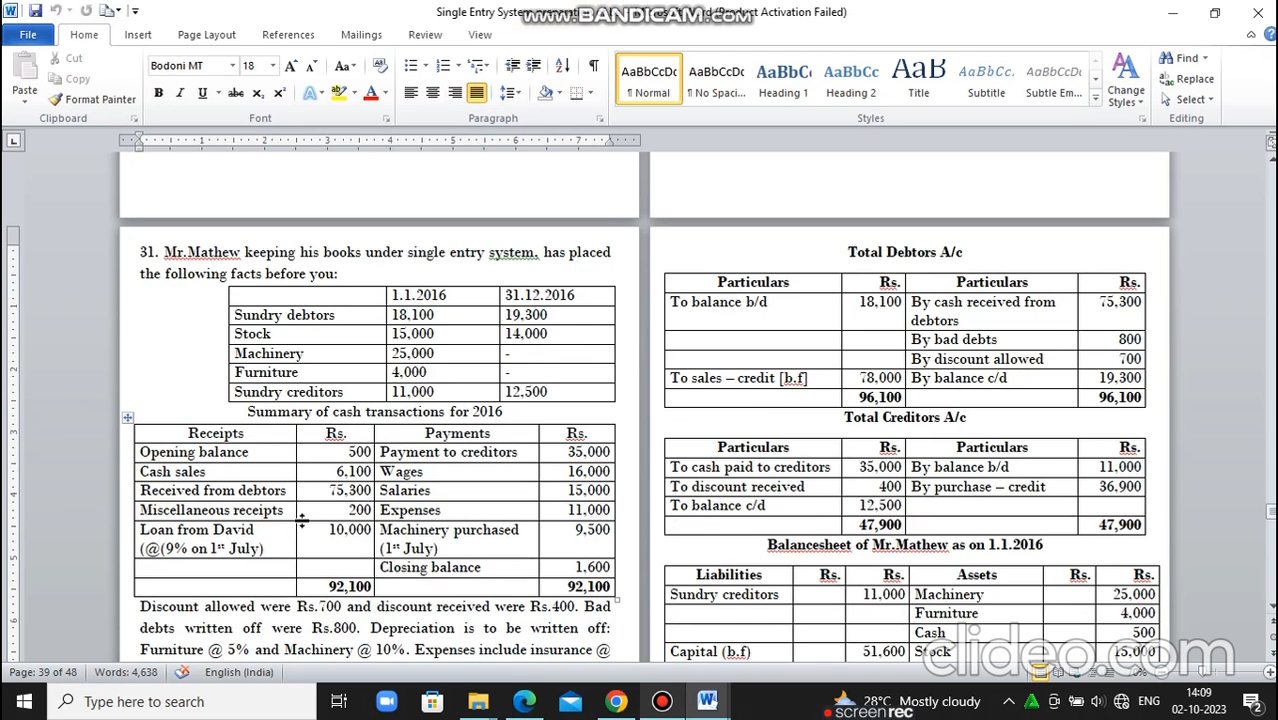 Single Entry System
(Product Activation Failed)
www.BANDICAM.com
File Home Insert Page Layout References Mailings Review View
Paste Cut Copy Format Painter Clipboard
Bodoni MT 18 Font
Paragraph
AaBbCcDc AaBbCcDc AaBbC AaBbCc AaB AaBbCcL AaBbCcD
Normal No Spaci... Heading 1 Heading 2 Title Subtitle Subtle Em...
Styles
Change Styles
Find Replace Select Editing
1 2 3 4 5 6 7
31. Mr.Mathew keeping his books under single entry system, has placed
the following facts before you:
1.1.2016 31.12.2016
Sundry debtors 18,100 19,300
Stock 15,000 14,000
Machinery 25,000 -
Furniture 4,000 -
Sundry creditors 11,000 12,500
Summary of cash transactions for 2016
Receipts Rs. Payments Rs.
Opening balance 500 Payment to creditors 35,000
Cash sales 6,100 Wages 16,000
Received from debtors 75,300 Salaries 15,000
Miscellaneous receipts 200 Expenses 11,000
Loan from David 10,000 Machinery purchased 9,500
(@(9% on 1st July) (1st July)
Closing balance 1,600
92,100 92,100
Discount allowed were Rs.700 and discount received were Rs.400. Bad
debts written off were Rs.800. Depreciation is to be written off:
Furniture @ 5% and Machinery @ 10%. Expenses include insurance @
Total Debtors A/c
Particulars Rs. Particulars Rs.
To balance b/d 18,100 By cash received from 75,300
debtors
By bad debts 800
By discount allowed 700
To sales – credit [b.f] 78,000 By balance c/d 19,300
96,100 96,100
Total Creditors A/c
Particulars Rs. Particulars Rs.
To cash paid to creditors 35,000 By balance b/d 11,000
To discount received 400 By purchase – credit 36,900
To balance c/d 12,500
47,900 47,900
Balancesheet of Mr.Mathew as on 1.1.2016
Liabilities Rs. Rs. Assets Rs. Rs.
Sundry creditors 11,000 Machinery 25,000
Furniture 4,000
Cash 500
Capital (b.f) 51,600 Stock 15,000
clideo.com
Page: 39 of 48 Words: 4,638 English (India)
Type here to search
28°C Mostly cloudy
ENG
14:09
02-10-2023
screen rec